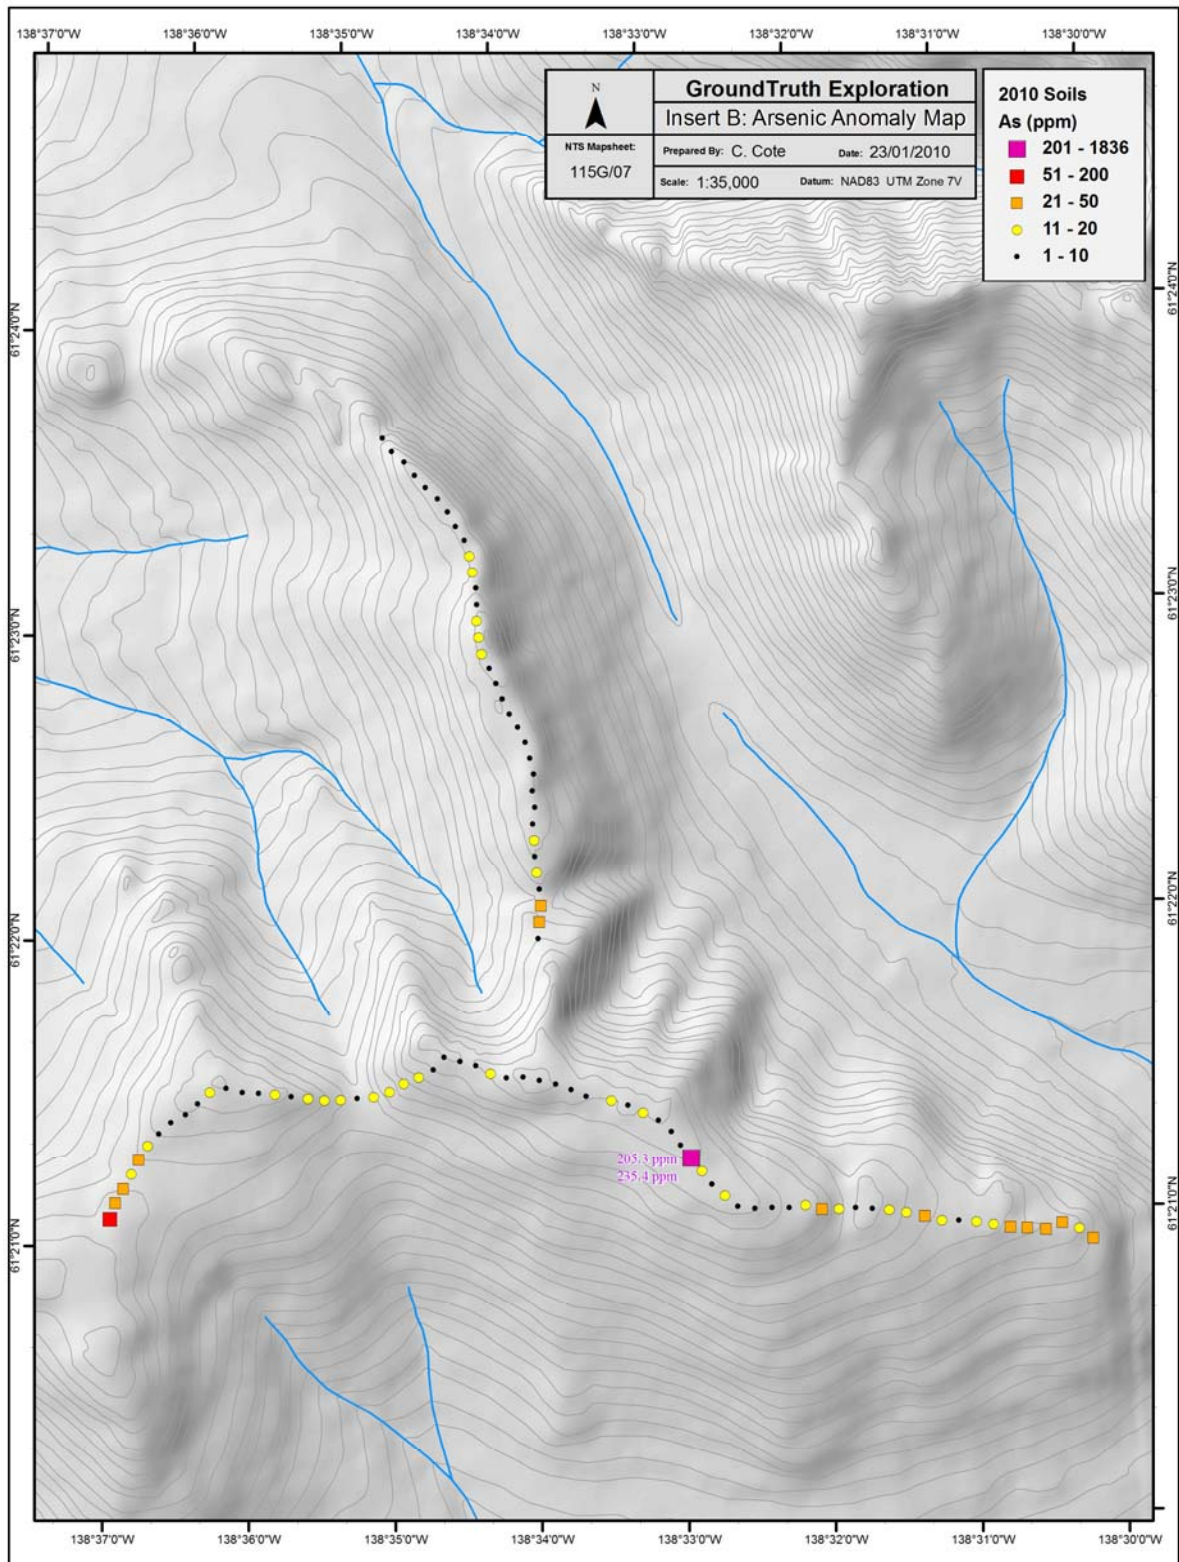 138°37'0"W 138°36'0"W 138°35'0"W 138°34'0"W 138°33'0"W 138°32'0"W 138°31'0"W 138°30'0"W
N
GroundTruth Exploration
Insert B: Arsenic Anomaly Map
NTS Mapsheet:
115G/07
Prepared By: C. Cote Date: 23/01/2010
Scale: 1:35,000 Datum: NAD83 UTM Zone 7V
2010 Soils
As (ppm)
201 - 1836
51 - 200
21 - 50
11 - 20
1 - 10
61°24'0"N
61°24'0"N
61°23'0"N
61°23'0"N
61°22'0"N
61°22'0"N
205.3 ppm
235.4 ppm
61°21'0"N
61°21'0"N
138°37'0"W 138°36'0"W 138°35'0"W 138°34'0"W 138°33'0"W 138°32'0"W 138°31'0"W 138°30'0"W